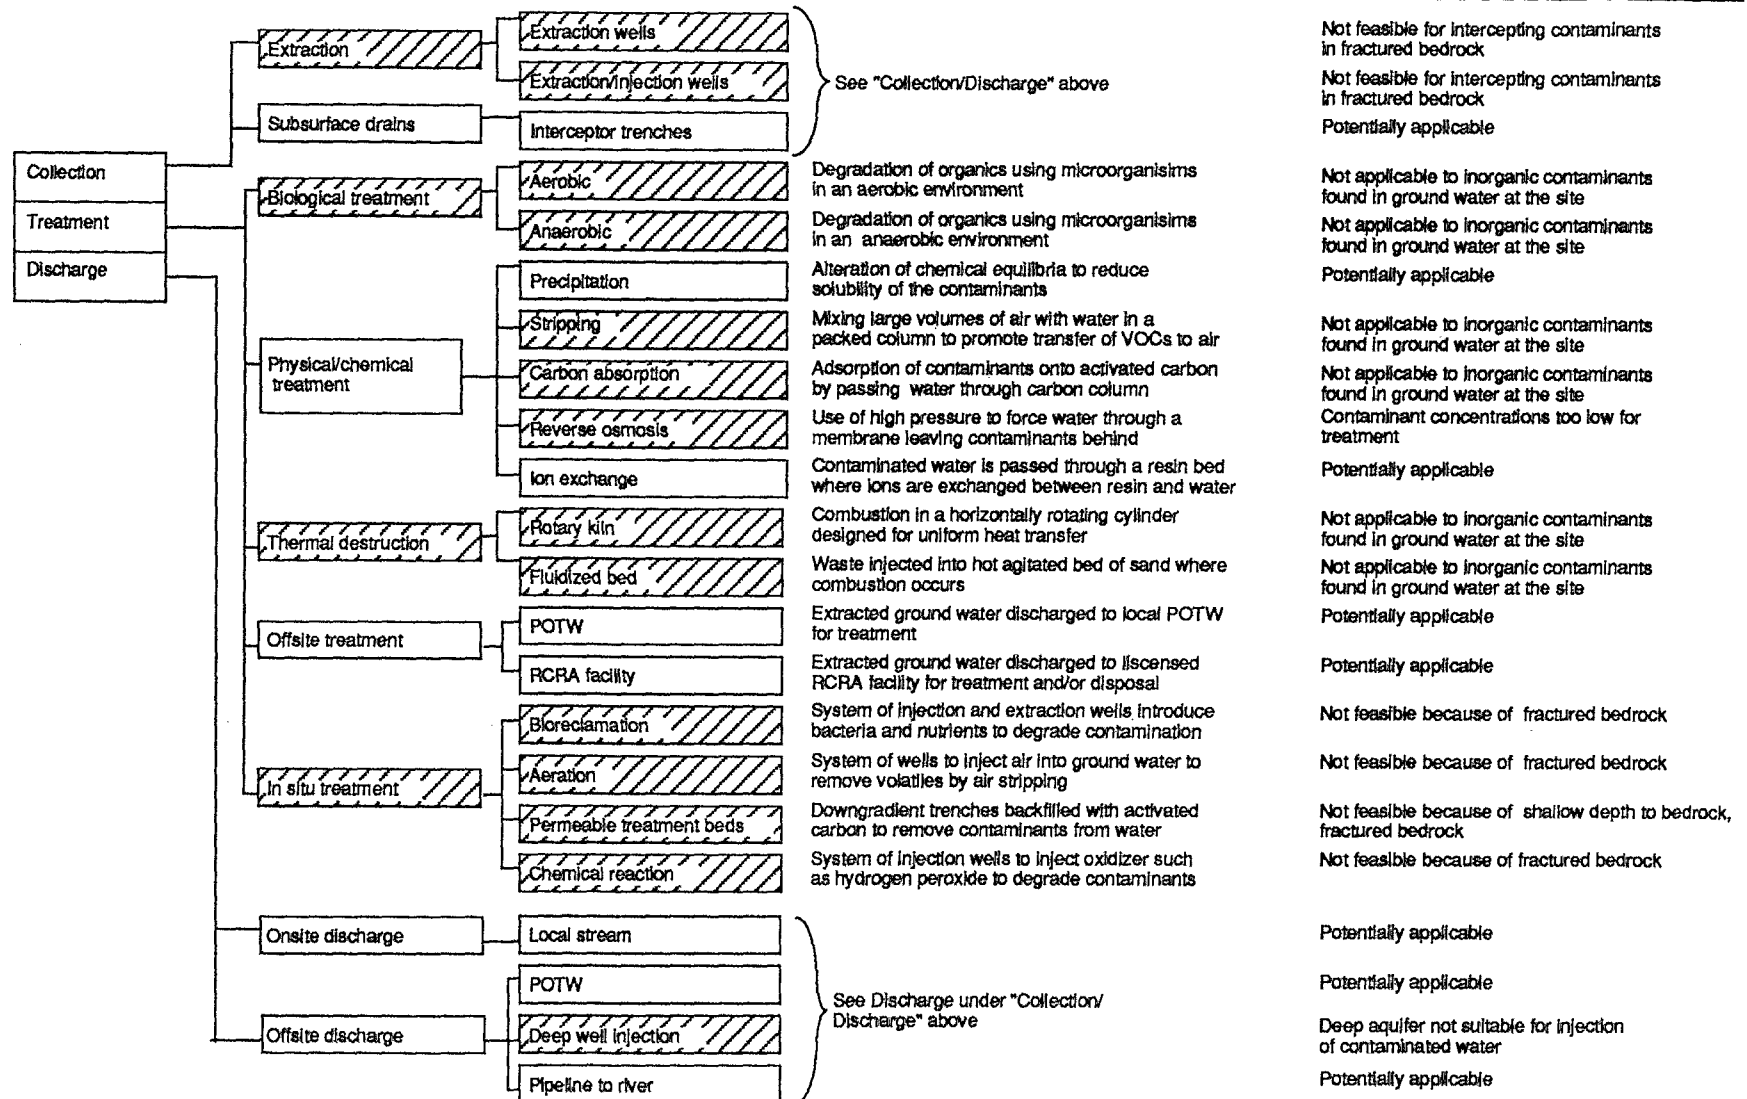 Collection
Treatment
Discharge
Extraction
Extraction wells
Not feasible for intercepting contaminants
in fractured bedrock
Extraction/injection wells
Not feasible for intercepting contaminants
in fractured bedrock
See "Collection/Discharge" above
Subsurface drains
Interceptor trenches
Potentially applicable
Biological treatment
Aerobic
Degradation of organics using microorganisims
in an aerobic environment
Not applicable to inorganic contaminants
found in ground water at the site
Anaerobic
Degradation of organics using microorganisims
in an anaerobic environment
Not applicable to inorganic contaminants
found in ground water at the site
Physical/chemical
treatment
Precipitation
Alteration of chemical equilibria to reduce
solubility of the contaminants
Potentially applicable
Stripping
Mixing large volumes of air with water in a
packed column to promote transfer of VOCs to air
Not applicable to inorganic contaminants
found in ground water at the site
Carbon absorption
Adsorption of contaminants onto activated carbon
by passing water through carbon column
Not applicable to inorganic contaminants
found in ground water at the site
Reverse osmosis
Use of high pressure to force water through a
membrane leaving contaminants behind
Contaminant concentrations too low for
treatment
Ion exchange
Contaminated water is passed through a resin bed
where ions are exchanged between resin and water
Potentially applicable
Thermal destruction
Rotary kiln
Combustion in a horizontally rotating cylinder
designed for uniform heat transfer
Not applicable to inorganic contaminants
found in ground water at the site
Fluidized bed
Waste injected into hot agitated bed of sand where
combustion occurs
Not applicable to inorganic contaminants
found in ground water at the site
Offsite treatment
POTW
Extracted ground water discharged to local POTW
for treatment
Potentially applicable
RCRA facility
Extracted ground water discharged to liscensed
RCRA facility for treatment and/or disposal
Potentially applicable
In situ treatment
Bioreclamation
System of injection and extraction wells introduce
bacteria and nutrients to degrade contamination
Not feasible because of fractured bedrock
Aeration
System of wells to inject air into ground water to
remove volatiles by air stripping
Not feasible because of fractured bedrock
Permeable treatment beds
Downgradient trenches backfilled with activated
carbon to remove contaminants from water
Not feasible because of shallow depth to bedrock,
fractured bedrock
Chemical reaction
System of injection wells to inject oxidizer such
as hydrogen peroxide to degrade contaminants
Not feasible because of fractured bedrock
Onsite discharge
Local stream
Potentially applicable
Offsite discharge
POTW
Potentially applicable
See Discharge under "Collection/
Discharge" above
Deep well injection
Deep aquifer not suitable for injection
of contaminated water
Pipeline to river
Potentially applicable